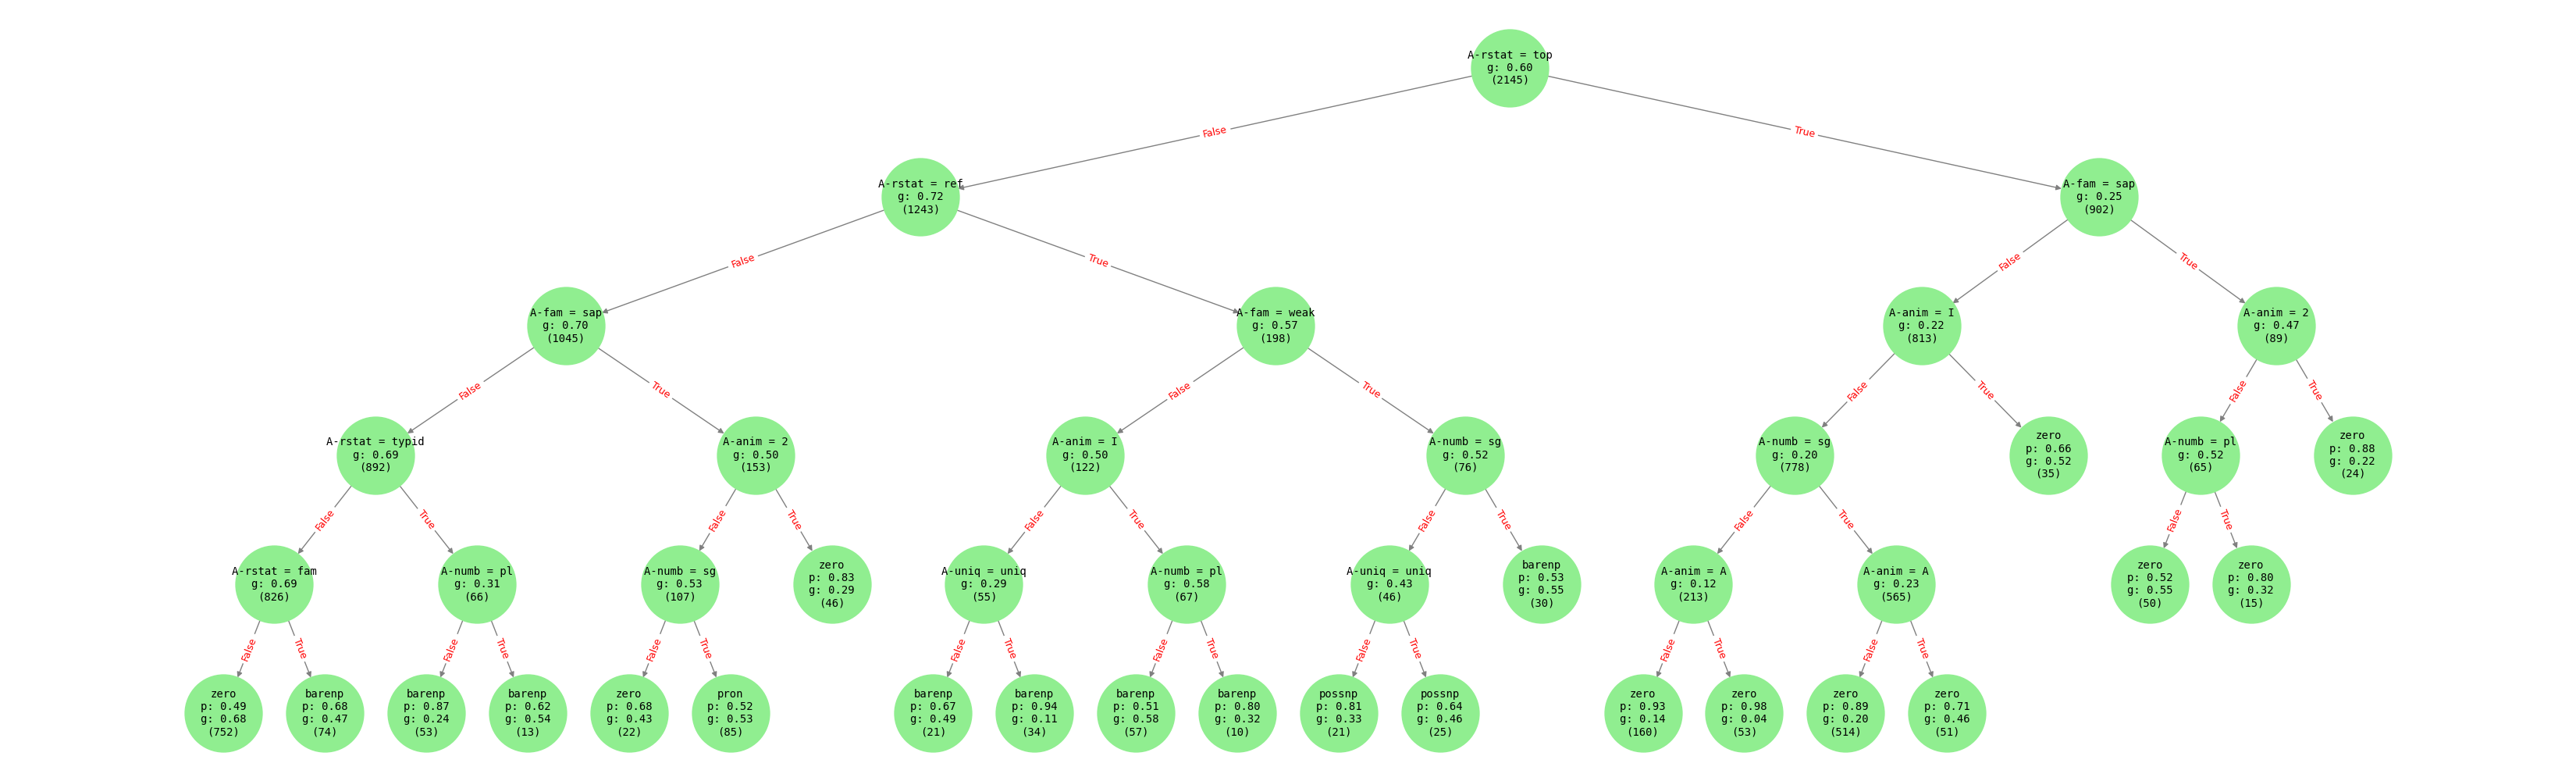 A-rstat = top
g: 0.60
(2145)
False
True
A-rstat = ref
g: 0.72
(1243)
A-fam = sap
g: 0.25
(902)
False
True
False
True
A-fam = sap
g: 0.70
(1045)
A-fam = weak
g: 0.57
(198)
A-anim = I
g: 0.22
(813)
A-anim = 2
g: 0.47
(89)
False
True
False
True
False
True
False
True
A-rstat = typid
g: 0.69
(892)
A-anim = 2
g: 0.50
(153)
A-anim = I
g: 0.50
(122)
A-numb = sg
g: 0.52
(76)
A-numb = sg
g: 0.20
(778)
zero
p: 0.66
g: 0.52
(35)
A-numb = pl
g: 0.52
(65)
zero
p: 0.88
g: 0.22
(24)
False
True
False
True
False
True
False
True
False
True
False
True
A-rstat = fam
g: 0.69
(826)
A-numb = pl
g: 0.31
(66)
A-numb = sg
g: 0.53
(107)
zero
p: 0.83
g: 0.29
(46)
A-uniq = uniq
g: 0.29
(55)
A-numb = pl
g: 0.58
(67)
A-uniq = uniq
g: 0.43
(46)
barenp
p: 0.53
g: 0.55
(30)
A-anim = A
g: 0.12
(213)
A-anim = A
g: 0.23
(565)
zero
p: 0.52
g: 0.55
(50)
zero
p: 0.80
g: 0.32
(15)
False
True
False
True
False
True
False
True
False
True
False
True
False
True
False
True
zero
p: 0.49
g: 0.68
(752)
barenp
p: 0.68
g: 0.47
(74)
barenp
p: 0.87
g: 0.24
(53)
barenp
p: 0.62
g: 0.54
(13)
zero
p: 0.68
g: 0.43
(22)
pron
p: 0.52
g: 0.53
(85)
barenp
p: 0.67
g: 0.49
(21)
barenp
p: 0.94
g: 0.11
(34)
barenp
p: 0.51
g: 0.58
(57)
barenp
p: 0.80
g: 0.32
(10)
possnp
p: 0.81
g: 0.33
(21)
possnp
p: 0.64
g: 0.46
(25)
zero
p: 0.93
g: 0.14
(160)
zero
p: 0.98
g: 0.04
(53)
zero
p: 0.89
g: 0.20
(514)
zero
p: 0.71
g: 0.46
(51)